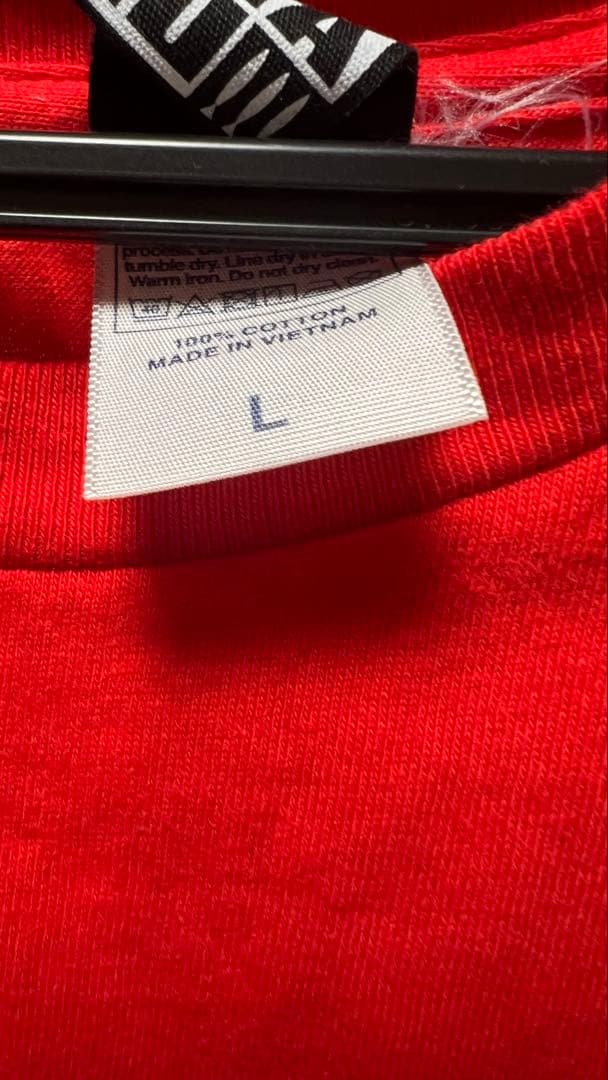 tumble dry. Line dry in
Warm Iron. Do not dry clean.
100% COTTON
MADE IN VIETNAM
L